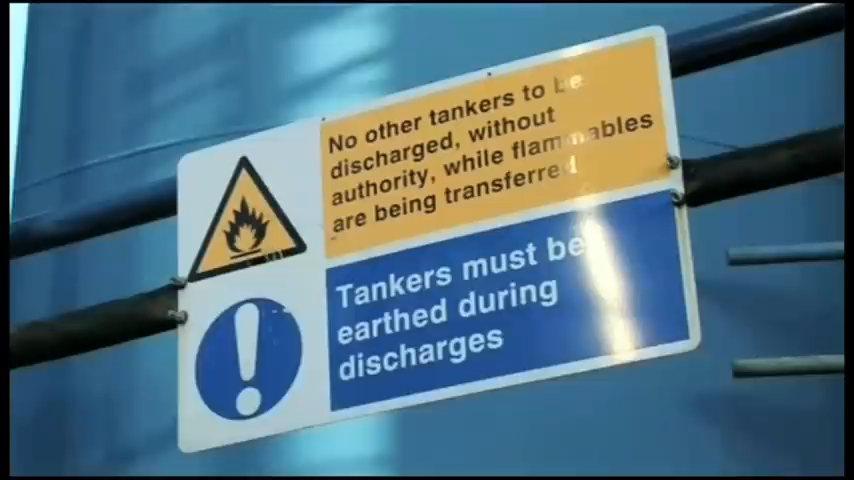 No other tankers to be
discharged, without
authority, while flammables
are being transferred
Tankers must be
earthed during
discharges